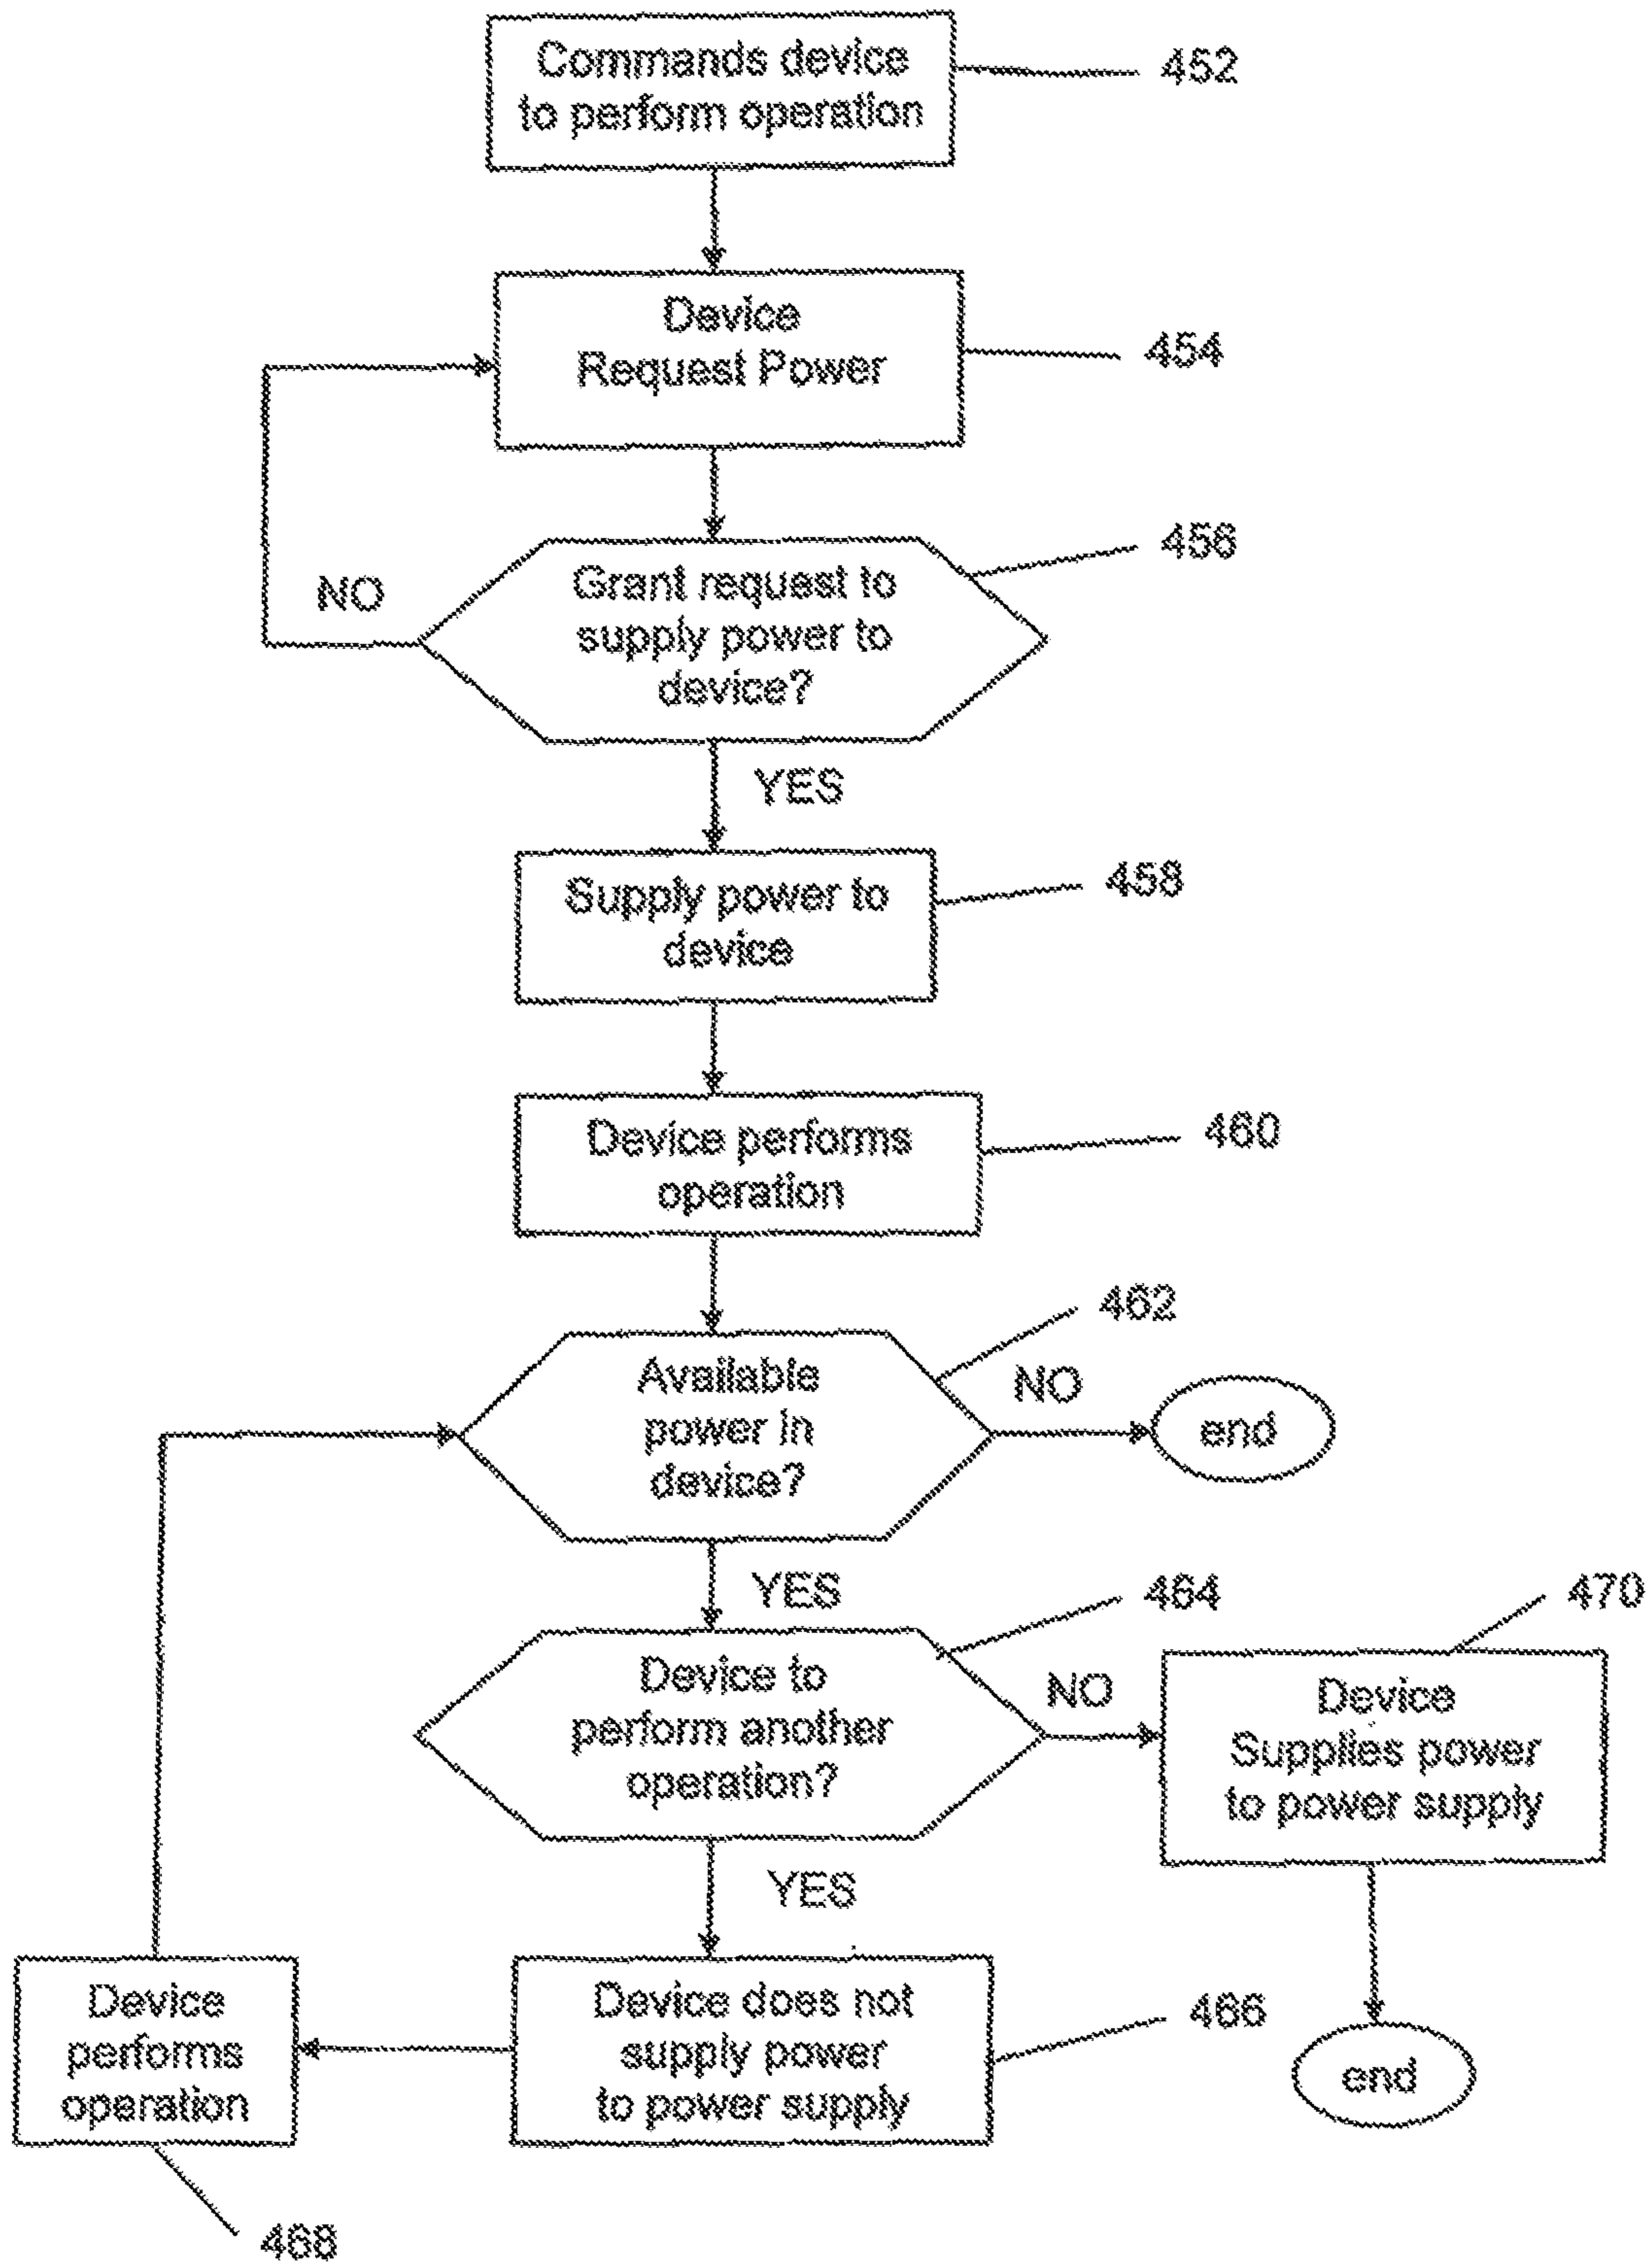 Commands device
to perform operation
452
Device
Request Power
454
Grant request to
supply power to
device?
456
NO
YES
Supply power to
device
458
Device performs
operation
460
Available
power in
device?
462
NO
end
YES
Device to
perform another
operation?
464
NO
470
Device
Supplies power
to power supply
YES
Device does not
supply power
to power supply
466
Device
performs
operation
468
end